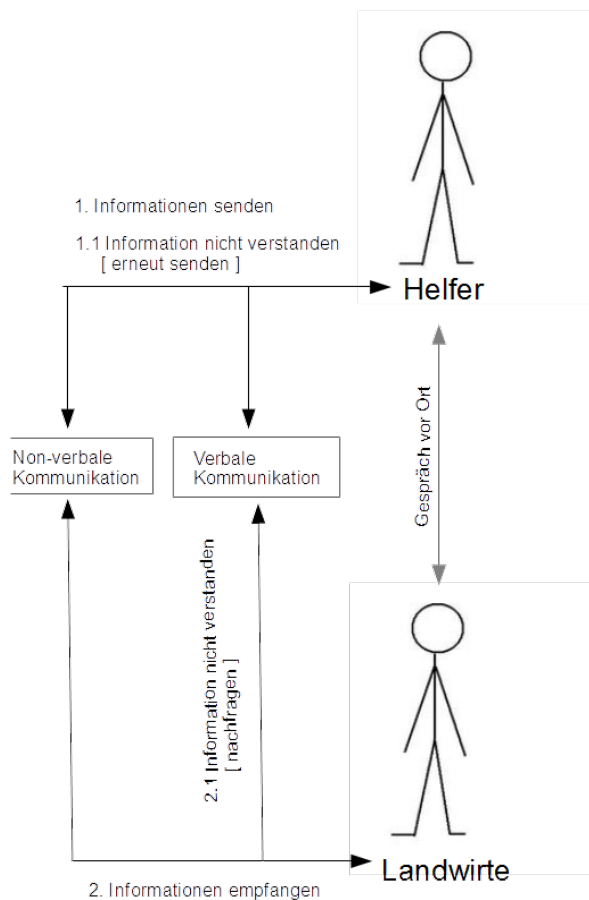 1. Informationen senden
1.1 Information nicht verstanden
[ erneut senden ]
Helfer
Non-verbale
Kommunikation
Verbale
Kommunikation
Gespräch vor Ort
2.1 Information nicht verstanden
[ nachfragen ]
Landwirte
2. Informationen empfangen